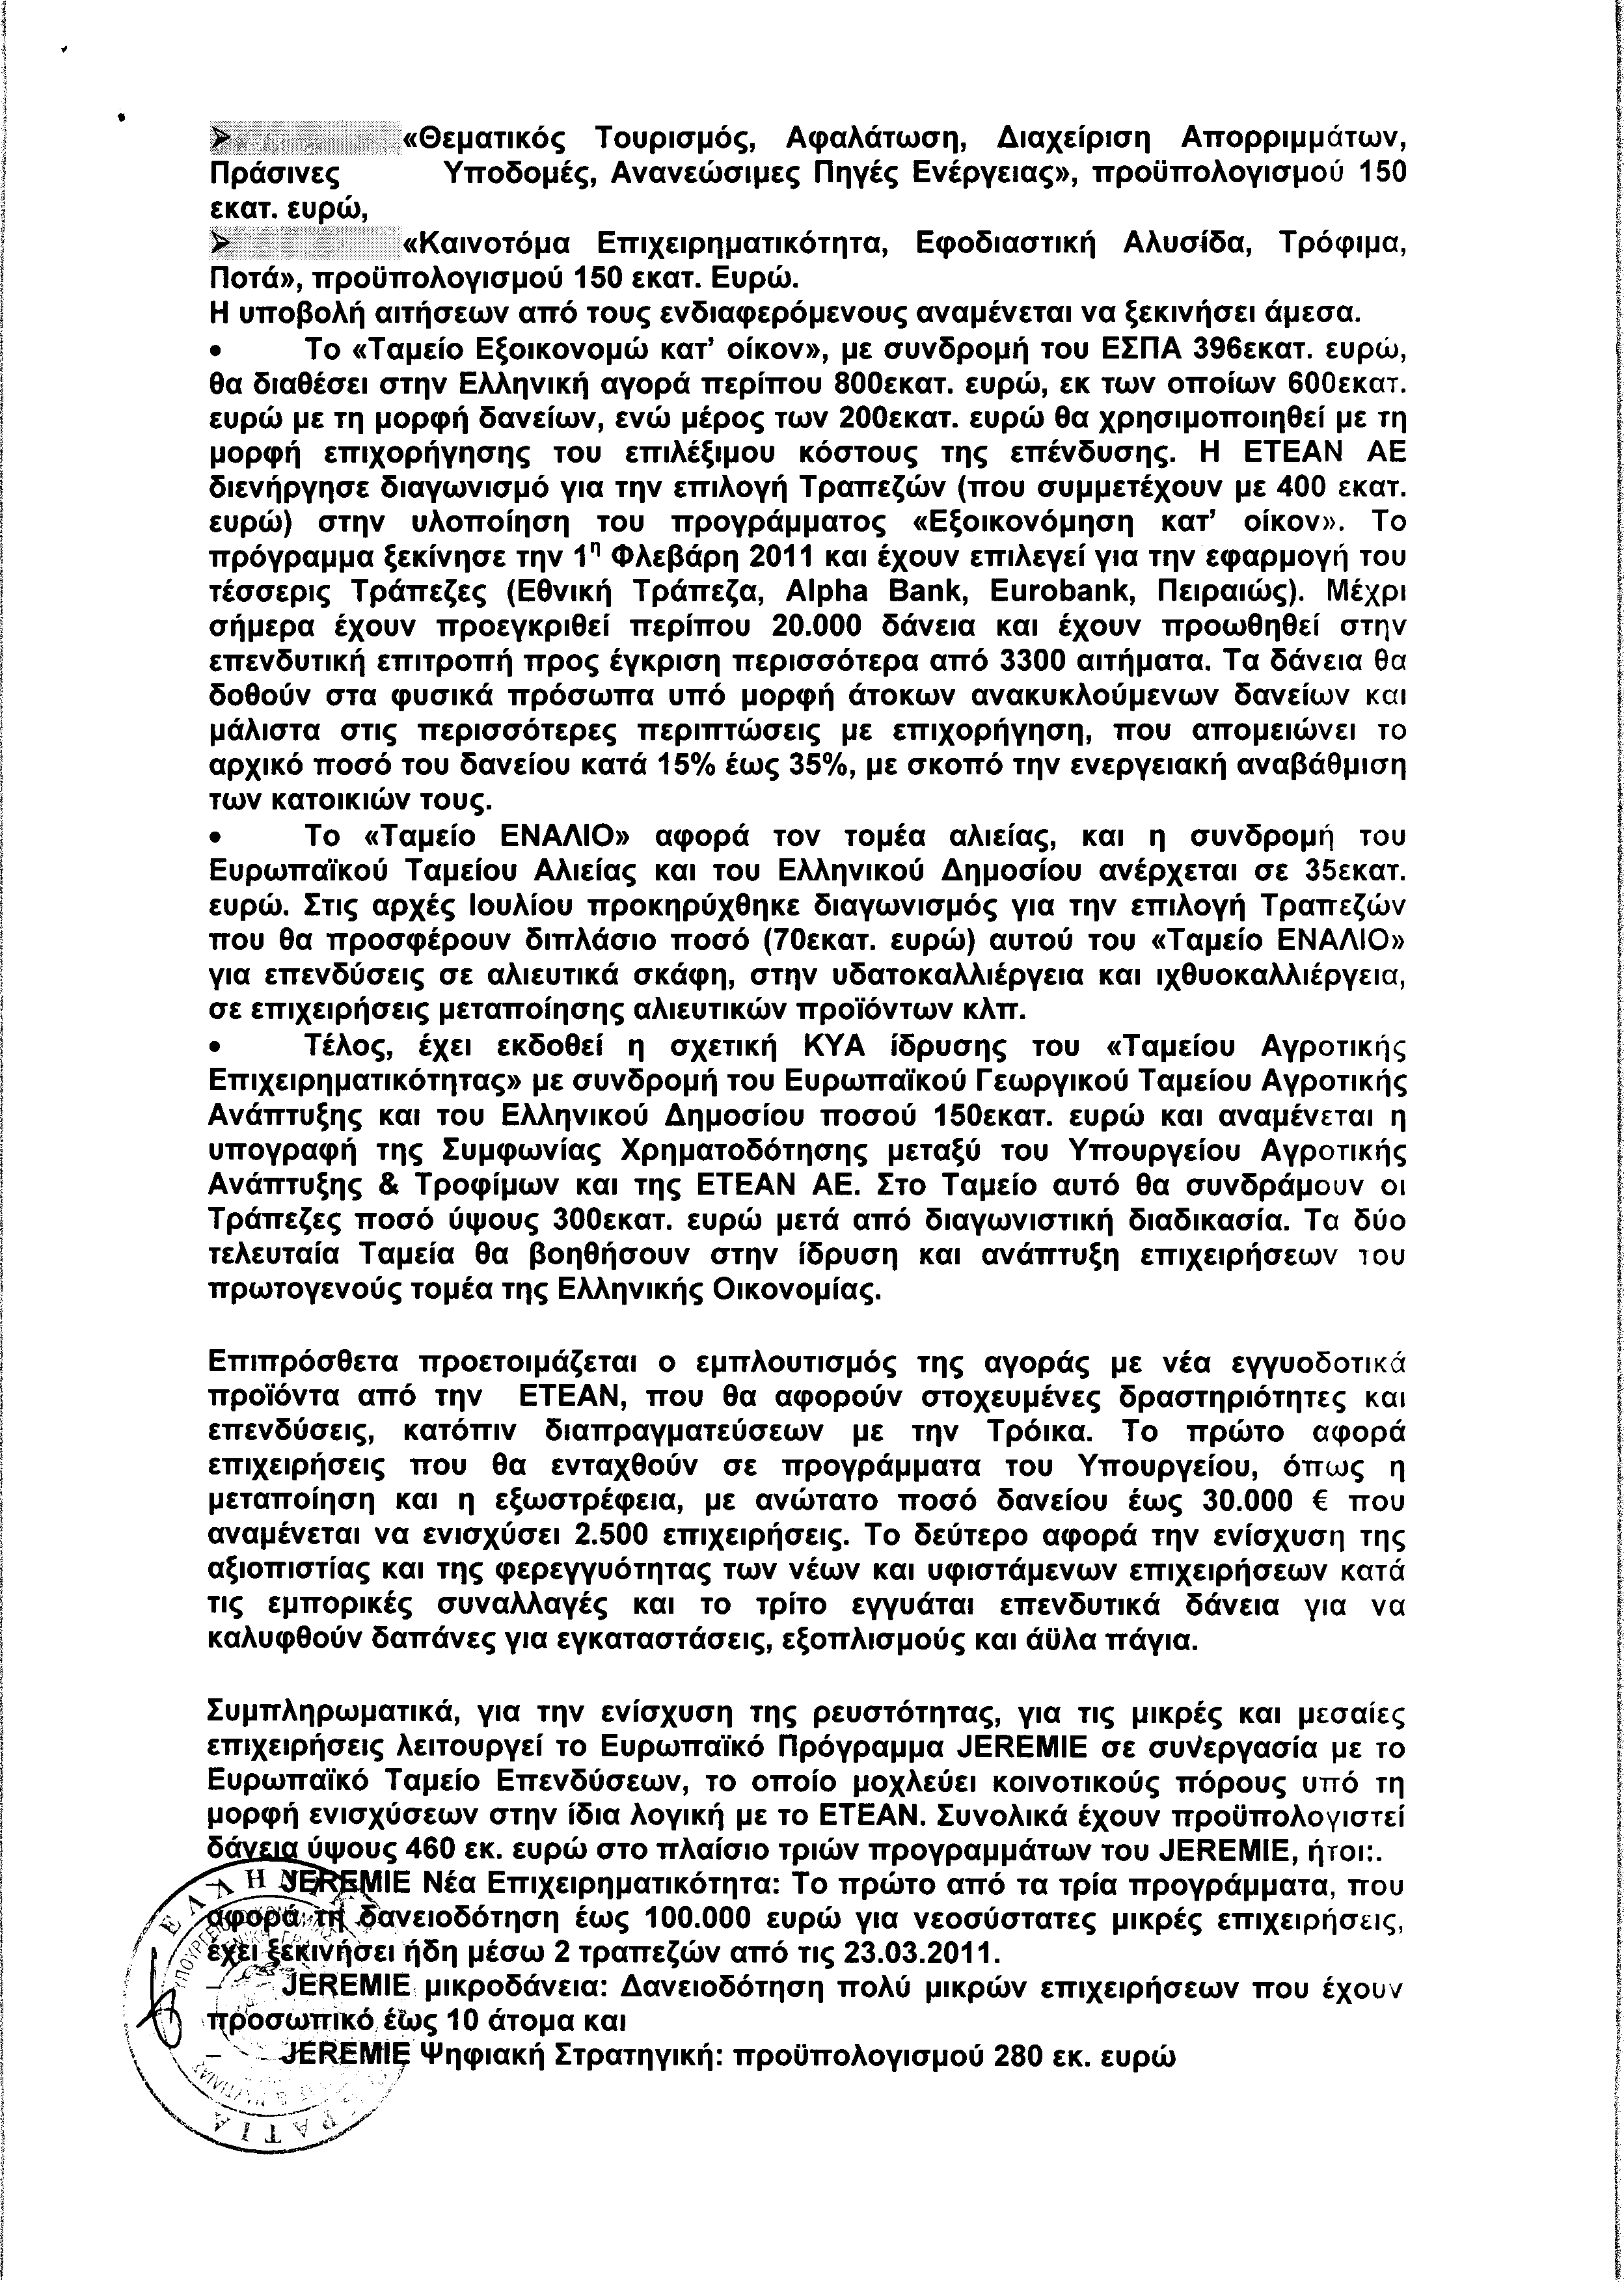 ➢ «Θεματικός Τουρισμός, Αφαλάτωση, Διαχείριση Απορριμμάτων,
Πράσινες Υποδομές, Ανανεώσιμες Πηγές Ενέργειας», προϋπολογισμού 150
εκατ. ευρώ,
➢ «Καινοτόμα Επιχειρηματικότητα, Εφοδιαστική Αλυσίδα, Τρόφιμα,
Ποτά», προϋπολογισμού 150 εκατ. Ευρώ.
Η υποβολή αιτήσεων από τους ενδιαφερόμενους αναμένεται να ξεκινήσει άμεσα.
• Το «Ταμείο Εξοικονομώ κατ’ οίκον», με συνδρομή του ΕΣΠΑ 396εκατ. ευρώ,
θα διαθέσει στην Ελληνική αγορά περίπου 800εκατ. ευρώ, εκ των οποίων 600εκατ.
ευρώ με τη μορφή δανείων, ενώ μέρος των 200εκατ. ευρώ θα χρησιμοποιηθεί με τη
μορφή επιχορήγησης του επιλέξιμου κόστους της επένδυσης. Η ΕΤΕΑΝ ΑΕ
διενήργησε διαγωνισμό για την επιλογή Τραπεζών (που συμμετέχουν με 400 εκατ.
ευρώ) στην υλοποίηση του προγράμματος «Εξοικονόμηση κατ’ οίκον». Το
πρόγραμμα ξεκίνησε την 1η Φλεβάρη 2011 και έχουν επιλεγεί για την εφαρμογή του
τέσσερις Τράπεζες (Εθνική Τράπεζα, Alpha Bank, Eurobank, Πειραιώς). Μέχρι
σήμερα έχουν προεγκριθεί περίπου 20.000 δάνεια και έχουν προωθηθεί στην
επενδυτική επιτροπή προς έγκριση περισσότερα από 3300 αιτήματα. Τα δάνεια θα
δοθούν στα φυσικά πρόσωπα υπό μορφή άτοκων ανακυκλούμενων δανείων και
μάλιστα στις περισσότερες περιπτώσεις με επιχορήγηση, που απομειώνει το
αρχικό ποσό του δανείου κατά 15% έως 35%, με σκοπό την ενεργειακή αναβάθμιση
των κατοικιών τους.
• Το «Ταμείο ΕΝΑΛΙΟ» αφορά τον τομέα αλιείας, και η συνδρομή του
Ευρωπαϊκού Ταμείου Αλιείας και του Ελληνικού Δημοσίου ανέρχεται σε 35εκατ.
ευρώ. Στις αρχές Ιουλίου προκηρύχθηκε διαγωνισμός για την επιλογή Τραπεζών
που θα προσφέρουν διπλάσιο ποσό (70εκατ. ευρώ) αυτού του «Ταμείο ΕΝΑΛΙΟ»
για επενδύσεις σε αλιευτικά σκάφη, στην υδατοκαλλιέργεια και ιχθυοκαλλιέργεια,
σε επιχειρήσεις μεταποίησης αλιευτικών προϊόντων κλπ.
• Τέλος, έχει εκδοθεί η σχετική ΚΥΑ ίδρυσης του «Ταμείου Αγροτικής
Επιχειρηματικότητας» με συνδρομή του Ευρωπαϊκού Γεωργικού Ταμείου Αγροτικής
Ανάπτυξης και του Ελληνικού Δημοσίου ποσού 150εκατ. ευρώ και αναμένεται η
υπογραφή της Συμφωνίας Χρηματοδότησης μεταξύ του Υπουργείου Αγροτικής
Ανάπτυξης & Τροφίμων και της ΕΤΕΑΝ ΑΕ. Στο Ταμείο αυτό θα συνδράμουν οι
Τράπεζες ποσό ύψους 300εκατ. ευρώ μετά από διαγωνιστική διαδικασία. Τα δύο
τελευταία Ταμεία θα βοηθήσουν στην ίδρυση και ανάπτυξη επιχειρήσεων του
πρωτογενούς τομέα της Ελληνικής Οικονομίας.
Επιπρόσθετα προετοιμάζεται ο εμπλουτισμός της αγοράς με νέα εγγυοδοτικά
προϊόντα από την ΕΤΕΑΝ, που θα αφορούν στοχευμένες δραστηριότητες και
επενδύσεις, κατόπιν διαπραγματεύσεων με την Τρόικα. Το πρώτο αφορά
επιχειρήσεις που θα ενταχθούν σε προγράμματα του Υπουργείου, όπως η
μεταποίηση και η εξωστρέφεια, με ανώτατο ποσό δανείου έως 30.000 € που
αναμένεται να ενισχύσει 2.500 επιχειρήσεις. Το δεύτερο αφορά την ενίσχυση της
αξιοπιστίας και της φερεγγυότητας των νέων και υφιστάμενων επιχειρήσεων κατά
τις εμπορικές συναλλαγές και το τρίτο εγγυάται επενδυτικά δάνεια για να
καλυφθούν δαπάνες για εγκαταστάσεις, εξοπλισμούς και άϋλα πάγια.
Συμπληρωματικά, για την ενίσχυση της ρευστότητας, για τις μικρές και μεσαίες
επιχειρήσεις λειτουργεί το Ευρωπαϊκό Πρόγραμμα JEREMIE σε συνεργασία με το
Ευρωπαϊκό Ταμείο Επενδύσεων, το οποίο μοχλεύει κοινοτικούς πόρους υπό τη
μορφή ενισχύσεων στην ίδια λογική με το ΕΤΕΑΝ. Συνολικά έχουν προϋπολογιστεί
δάνεια ύψους 460 εκ. ευρώ στο πλαίσιο τριών προγραμμάτων του JEREMIE, ήτοι:.
JEREMIE Νέα Επιχειρηματικότητα: Το πρώτο από τα τρία προγράμματα, που
αφορά τη δανειοδότηση έως 100.000 ευρώ για νεοσύστατες μικρές επιχειρήσεις,
έχει ξεκινήσει ήδη μέσω 2 τραπεζών από τις 23.03.2011.
– JEREMIE μικροδάνεια: Δανειοδότηση πολύ μικρών επιχειρήσεων που έχουν
προσωπικό έως 10 άτομα και
– JEREMIE Ψηφιακή Στρατηγική: προϋπολογισμού 280 εκ. ευρώ